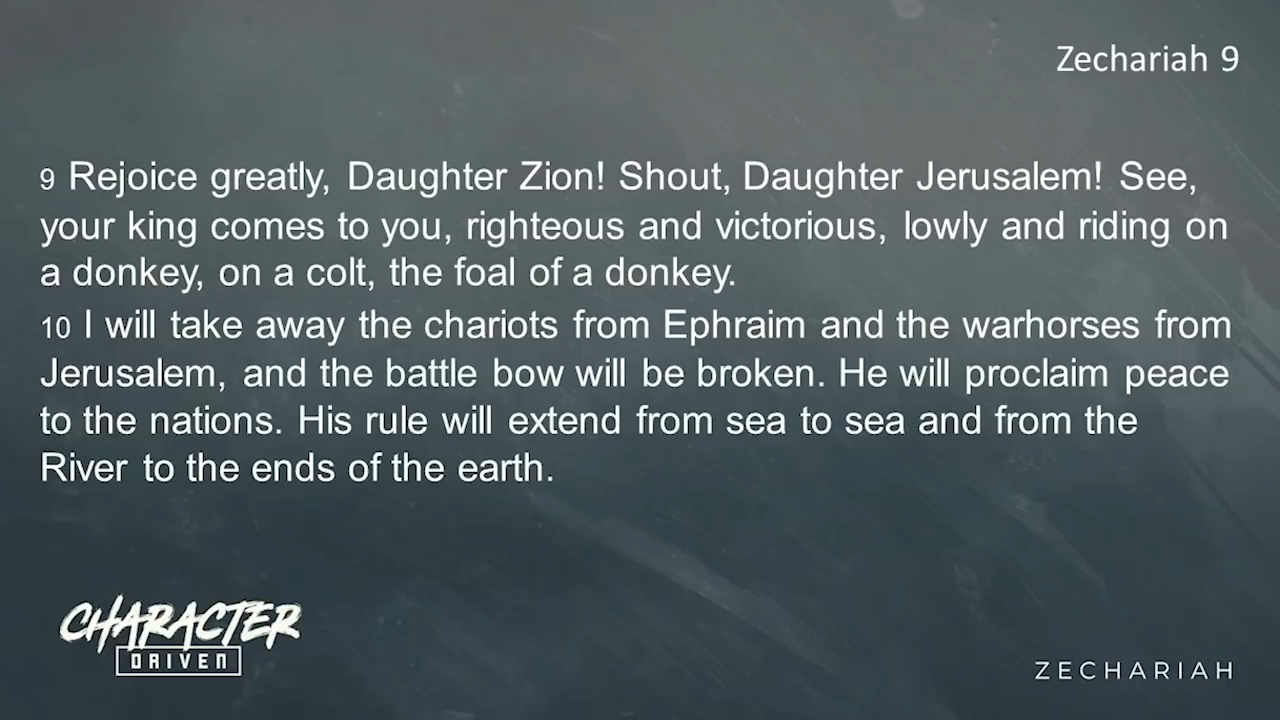 Zechariah 9
9 Rejoice greatly, Daughter Zion! Shout, Daughter Jerusalem! See,
your king comes to you, righteous and victorious, lowly and riding on
a donkey, on a colt, the foal of a donkey.
10 I will take away the chariots from Ephraim and the warhorses from
Jerusalem, and the battle bow will be broken. He will proclaim peace
to the nations. His rule will extend from sea to sea and from the
River to the ends of the earth.
CHARACTER
DRIVEN
ZECHARIAH